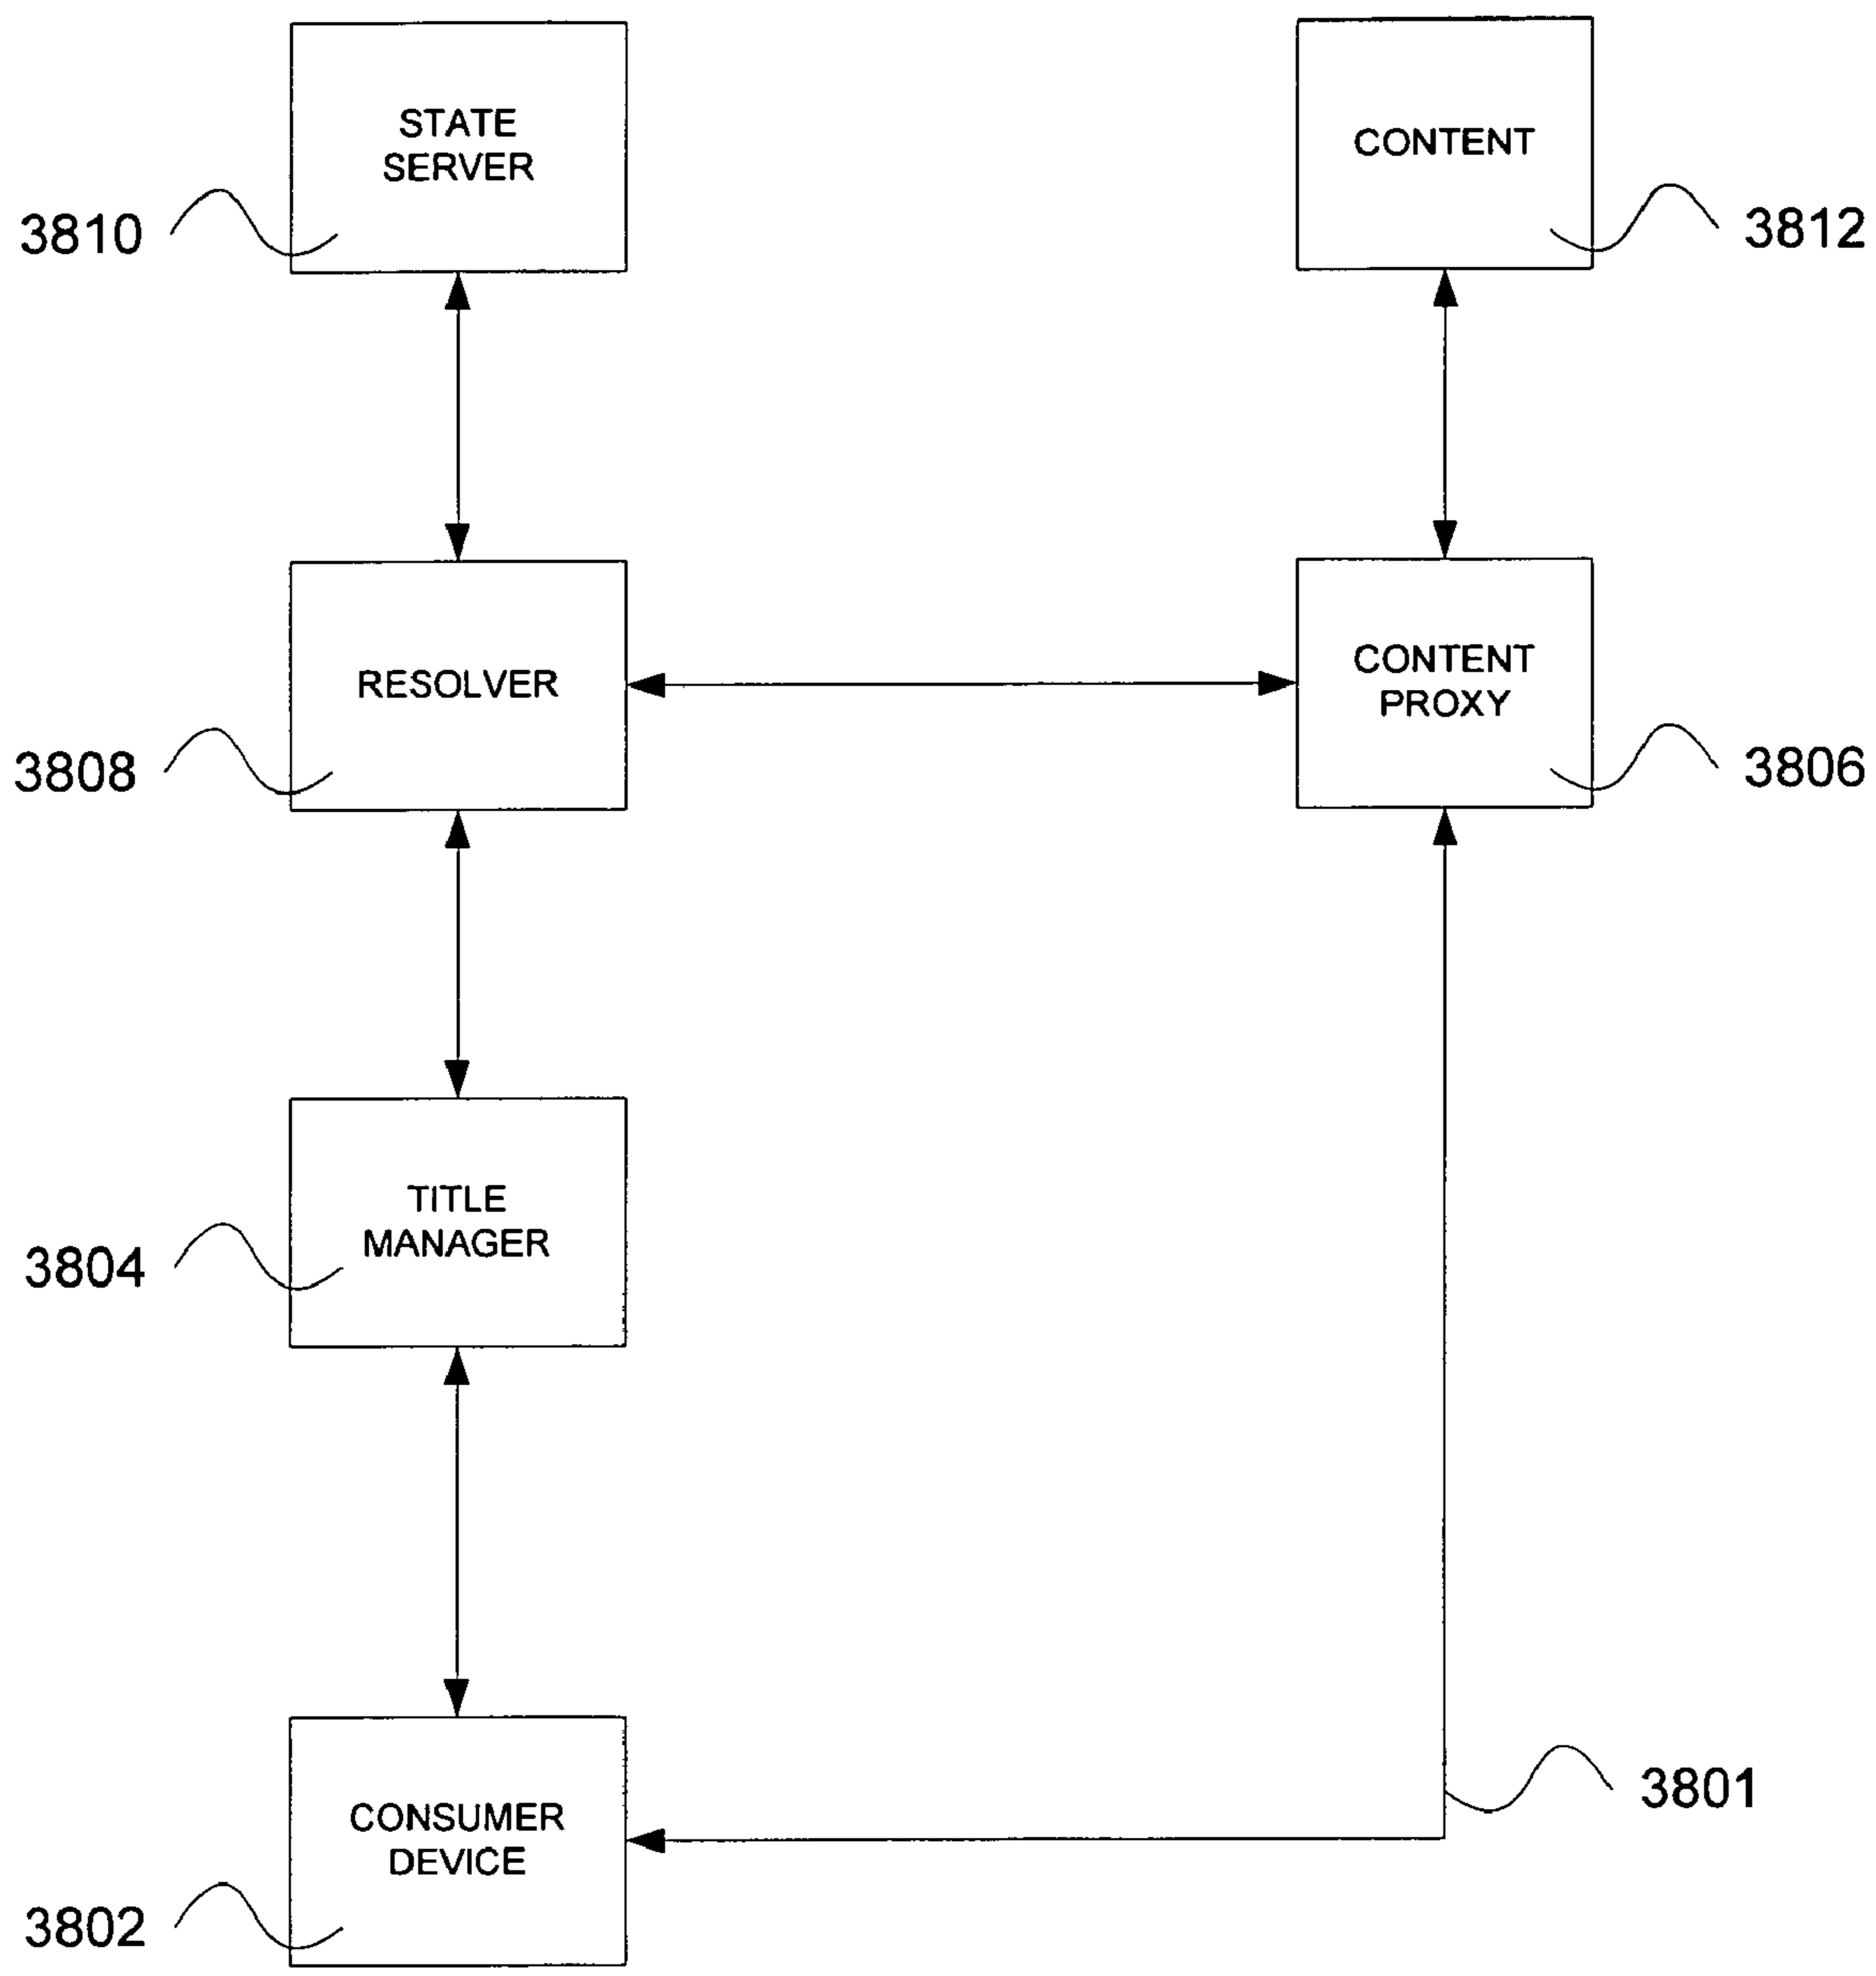 STATE
SERVER
CONTENT
3810
3812
RESOLVER
CONTENT
PROXY
3808
3806
TITLE
MANAGER
3804
CONSUMER
DEVICE
3801
3802